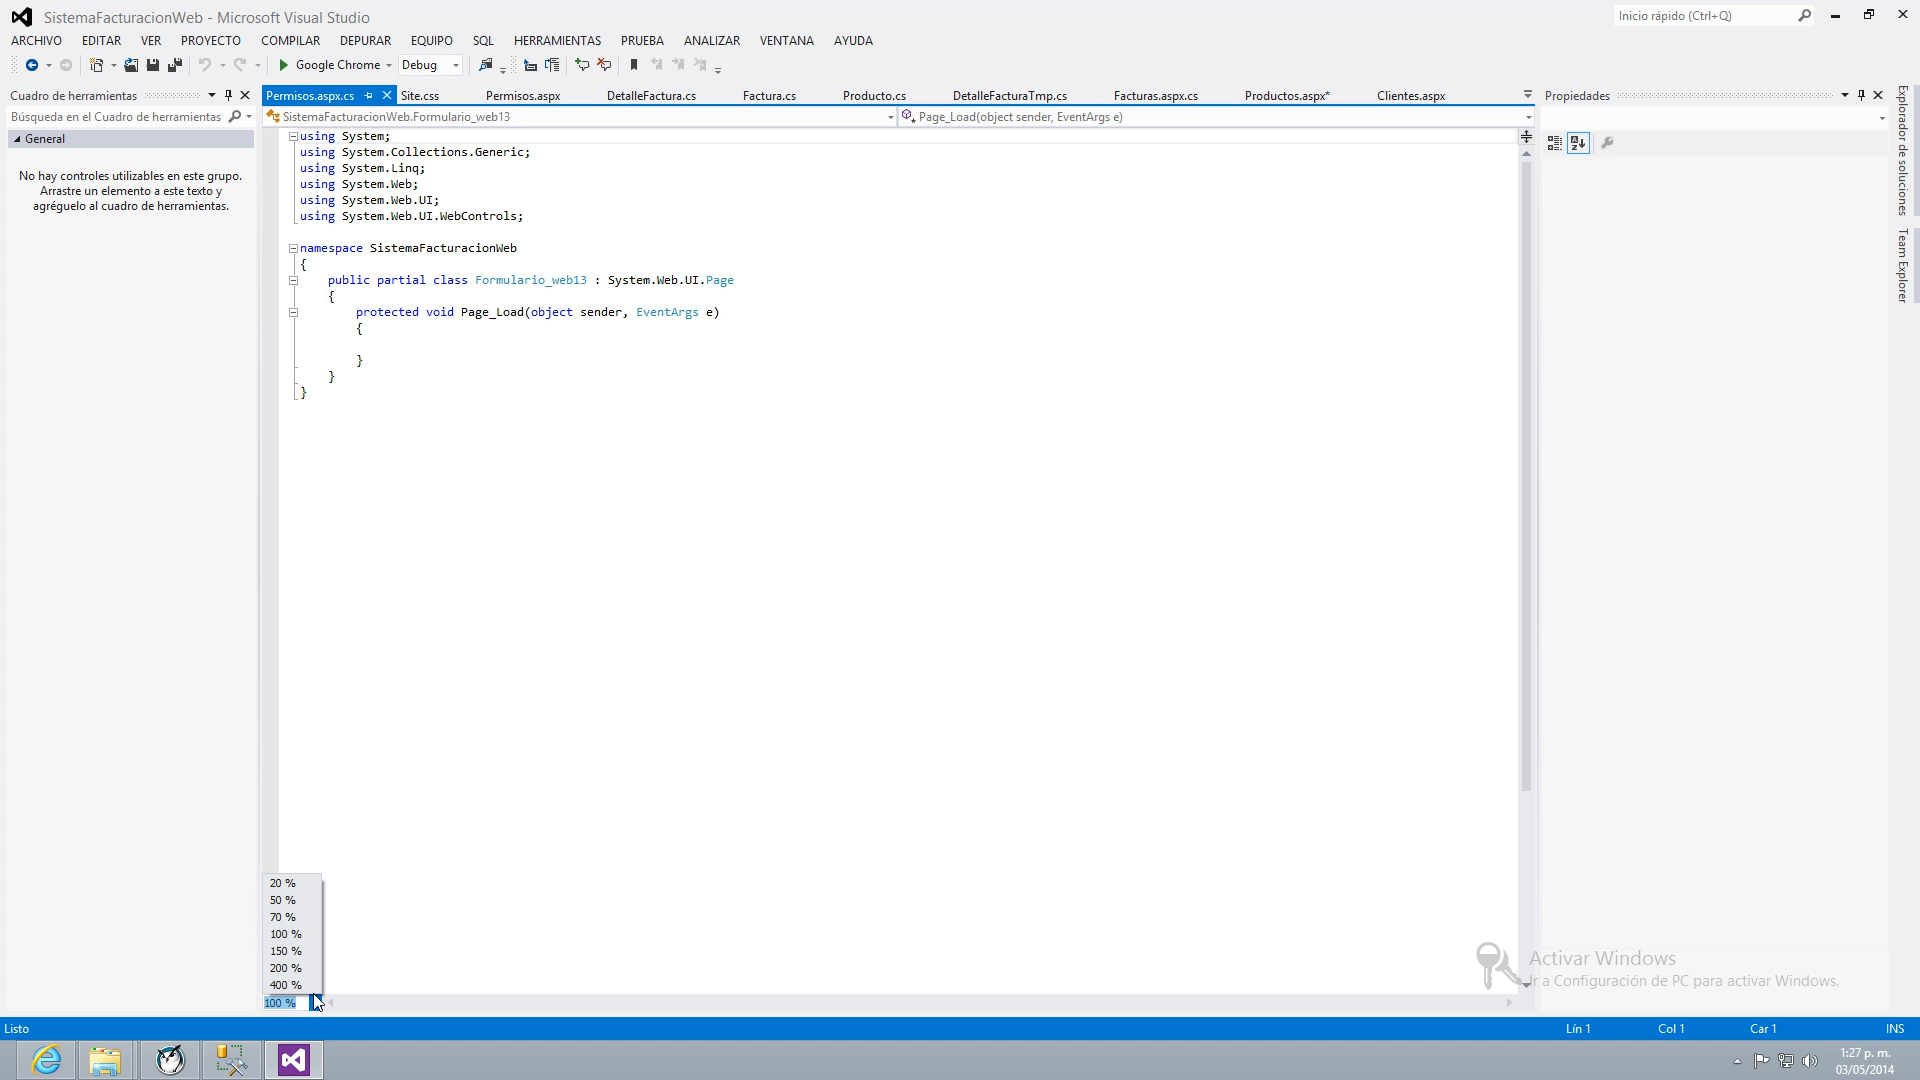 SistemaFacturacionWeb - Microsoft Visual Studio
Inicio rápido (Ctrl+Q)
ARCHIVO EDITAR VER PROYECTO COMPILAR DEPURAR EQUIPO SQL HERRAMIENTAS PRUEBA ANALIZAR VENTANA AYUDA
Google Chrome Debug
Cuadro de herramientas
Permisos.aspx.cs Site.css Permisos.aspx DetalleFactura.cs Factura.cs Producto.cs DetalleFacturaTmp.cs Facturas.aspx.cs Productos.aspx* Clientes.aspx
Propiedades
Búsqueda en el Cuadro de herramientas
SistemaFacturacionWeb.Formulario_web13
Page_Load(object sender, EventArgs e)
General
No hay controles utilizables en este grupo.
Arrastre un elemento a este texto y
agréguelo al cuadro de herramientas.
using System;
using System.Collections.Generic;
using System.Linq;
using System.Web;
using System.Web.UI;
using System.Web.UI.WebControls;
namespace SistemaFacturacionWeb
{
public partial class Formulario_web13 : System.Web.UI.Page
{
protected void Page_Load(object sender, EventArgs e)
{
}
}
}
Explorador de soluciones
Team Explorer
20 %
50 %
70 %
100 %
150 %
200 %
400 %
100 %
Activar Windows
Ir a Configuración de PC para activar Windows.
Listo
Lín 1 Col 1 Car 1 INS
1:27 p. m.
03/05/2014